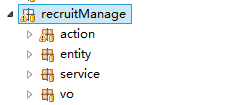 recruitManage
action
entity
service
vo